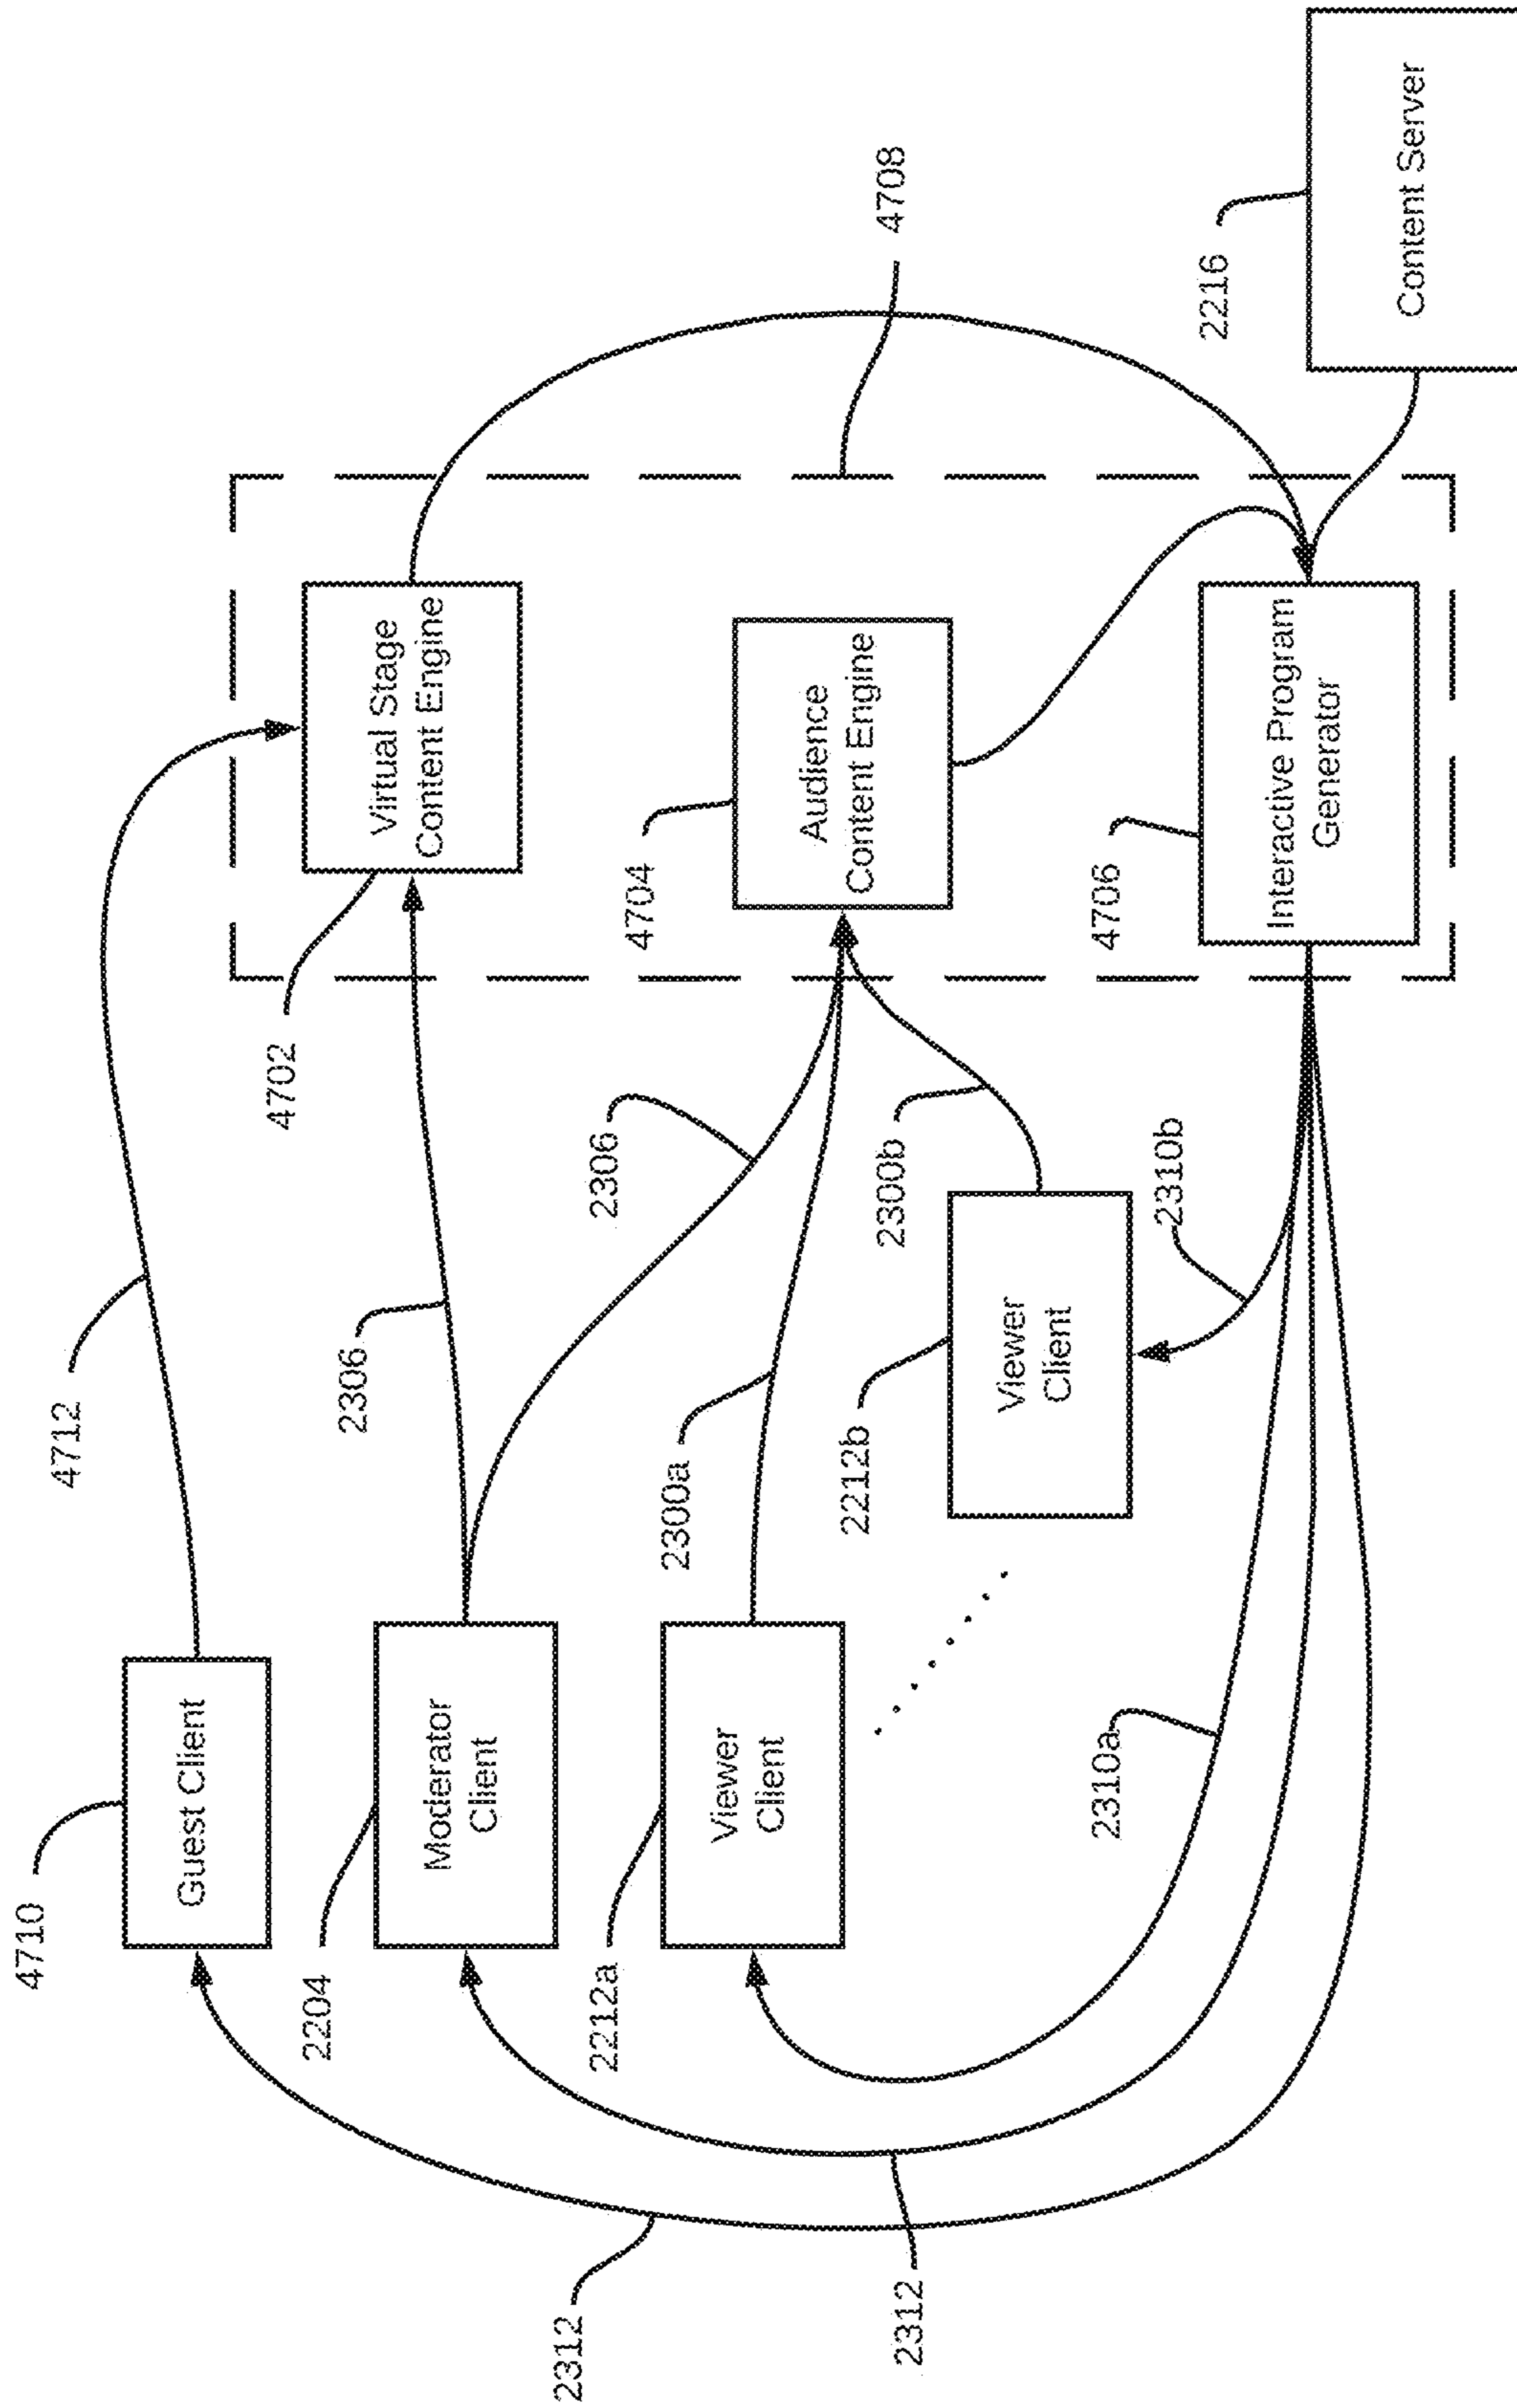 4710
4712
Guest Client
2204
2306
4702
Virtual Stage
Content Engine
Moderator
Client
2312
2212a
2300a
2306
4704
Viewer
Client
Audience
Content Engine
2312
2212b
2300b
4708
Viewer
Client
2310a
2310b
4706
2216
Interactive Program
Generator
Content Server